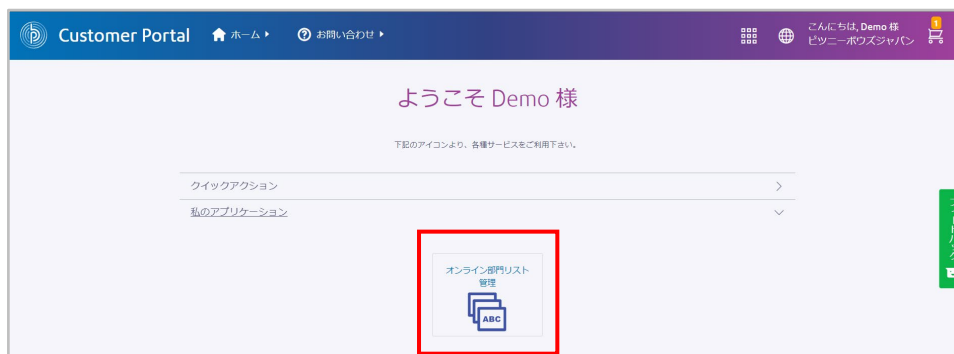 Customer Portal ホーム お問い合わせ
こんにちは, Demo 様
ピツニーボウズジャパン
1
ようこそ Demo 様
下記のアイコンより、各種サービスをご利用下さい。
クイックアクション
私のアプリケーション
オンライン部門リスト
管理
ABC